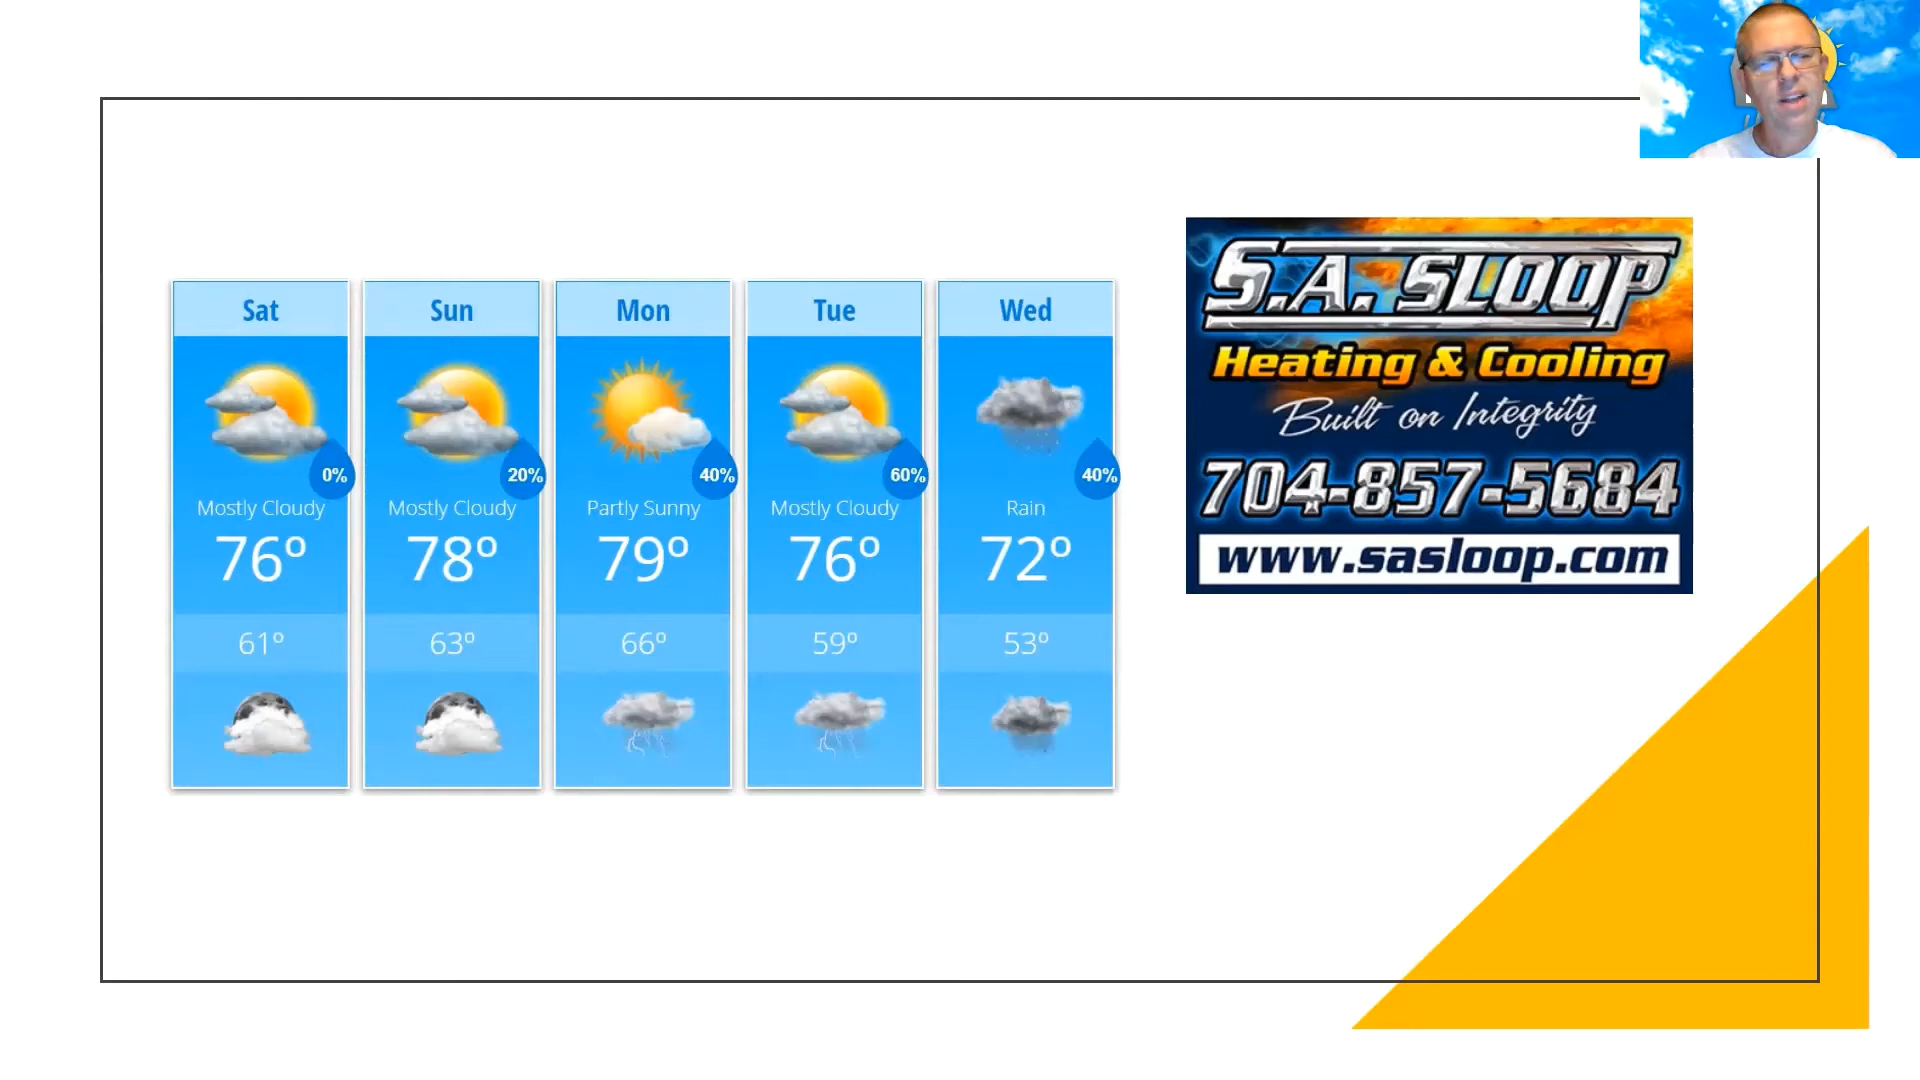 Sat
0%
Mostly Cloudy
76°
61°
Sun
20%
Mostly Cloudy
78°
63°
Mon
40%
Partly Sunny
79°
66°
Tue
60%
Mostly Cloudy
76°
59°
Wed
40%
Rain
72°
53°
S.A. SLOOP
Heating & Cooling
Built on Integrity
704-857-5684
www.sasloop.com